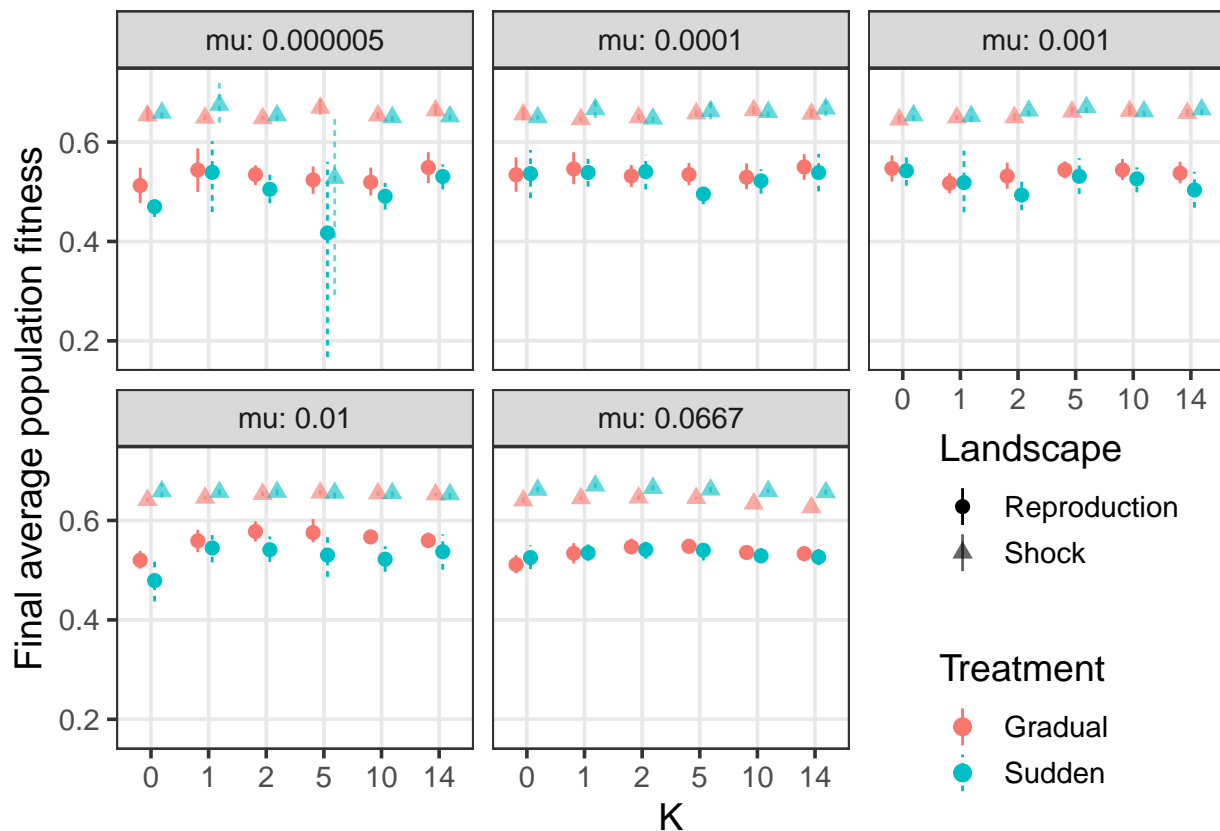 mu: 0.000005
mu: 0.0001
mu: 0.001
Final average population fitness
0.6
0.4
0.2
0 1 2 5 10 14
mu: 0.01
mu: 0.0667
0.6
0.4
0.2
0 1 2 5 10 14
0 1 2 5 10 14
K
Landscape
Reproduction
Shock
Treatment
Gradual
Sudden